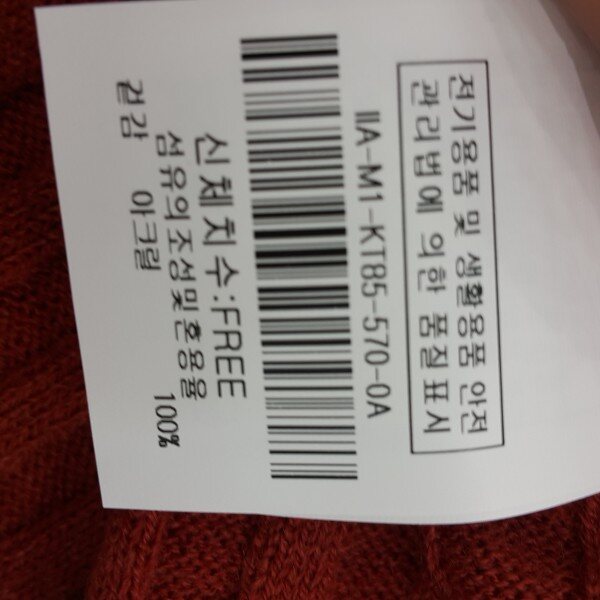 전기용품 및 생활용품 안전
관리법에 의한 품질표시
IIA-M1-KT85-570-0A
신체치수:FREE
섬유의조성및혼용율
겉감 아크릴 100%